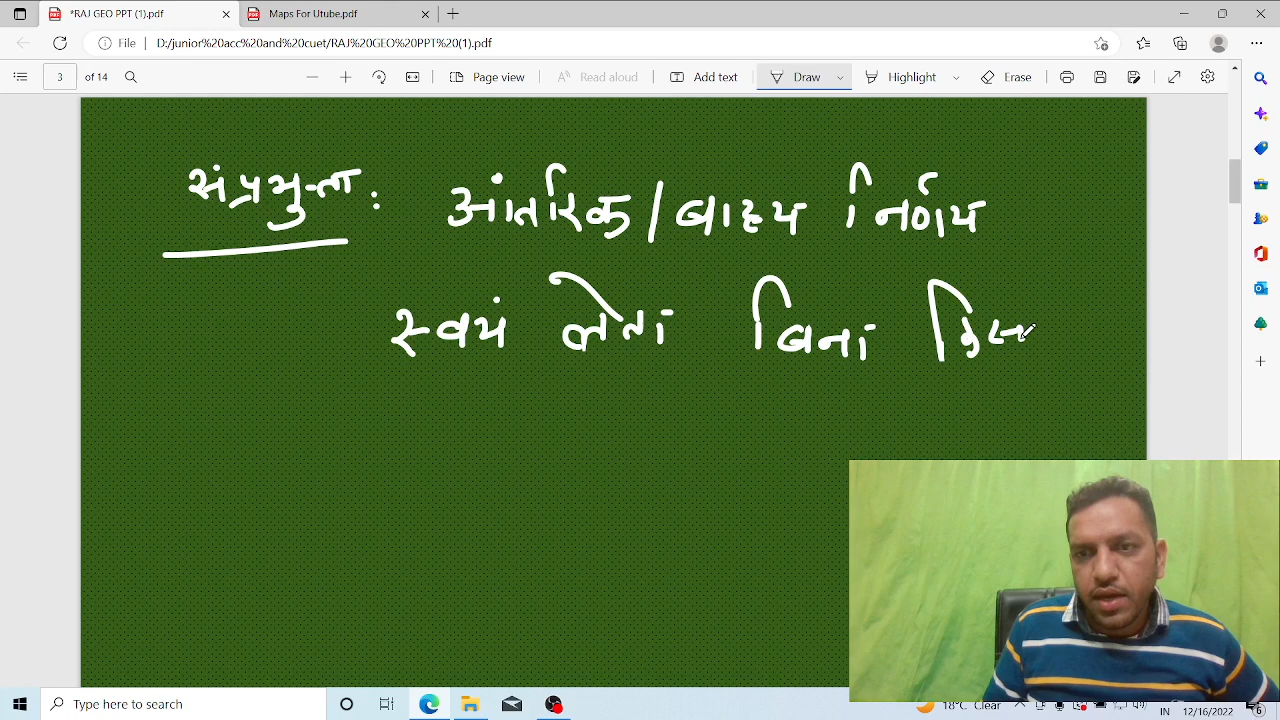 *RAJ GEO PPT (1).pdf
Maps For Utube.pdf
File D:/junior%20acc%20and%20cuet/RAJ%20GEO%20PPT%20(1).pdf
3 of 14 Page view Read aloud Add text Draw Highlight Erase
संप्रभुता: आंतरिक/बाह्य निर्णय
स्वयं लेता बिना
Type here to search
18°C Clear IN 12/16/2022 6